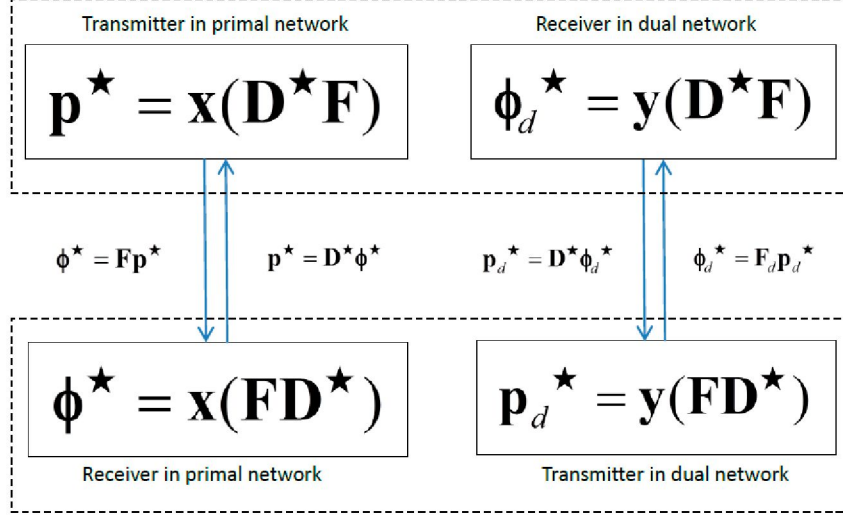 Transmitter in primal network
Receiver in dual network
p★ = x(D★F)
ϕd★ = y(D★F)
ϕ★ = Fp★
p★ = D★ϕ★
pd★ = D★ϕd★
ϕd★ = Fdpd★
ϕ★ = x(FD★)
pd★ = y(FD★)
Receiver in primal network
Transmitter in dual network